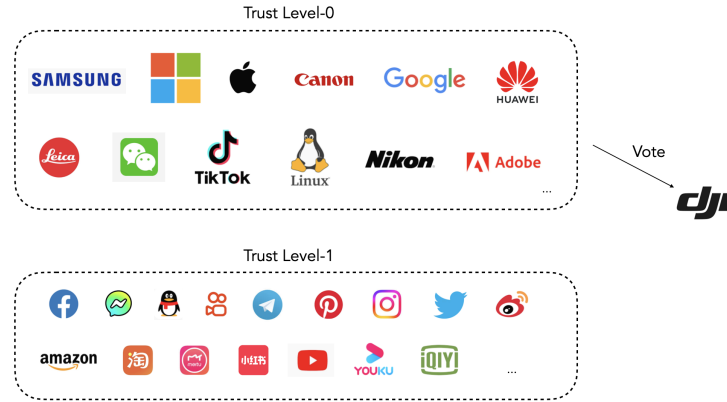 Trust Level-0
SAMSUNG
Canon
Google
HUAWEI
Leica
TikTok
Linux
Nikon
Adobe
...
Vote
dji
Trust Level-1
amazon
淘
meitu
小红书
YOUKU
iQIYI
...